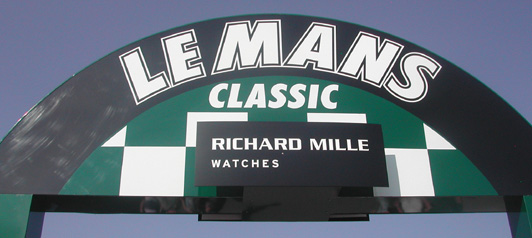 LE MANS
CLASSIC
RICHARD MILLE
WATCHES